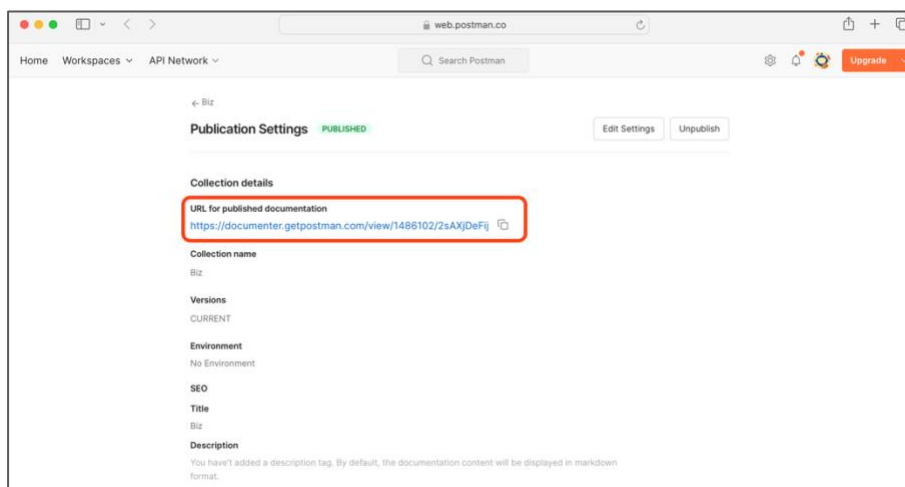 web.postman.co
Home Workspaces API Network Search Postman Upgrade
← Biz
Publication Settings PUBLISHED Edit Settings Unpublish
Collection details
URL for published documentation
https://documenter.getpostman.com/view/1486102/2sAXjDeFij
Collection name
Biz
Versions
CURRENT
Environment
No Environment
SEO
Title
Biz
Description
You have't added a description tag. By default, the documentation content will be displayed in markdown
format.